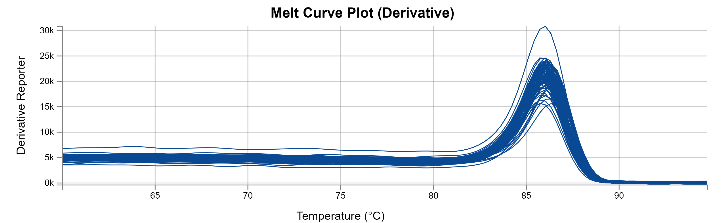 Melt Curve Plot (Derivative)
30k
25k
20k
15k
10k
5k
0k
Derivative Reporter
65
70
75
80
85
90
Temperature (°C)